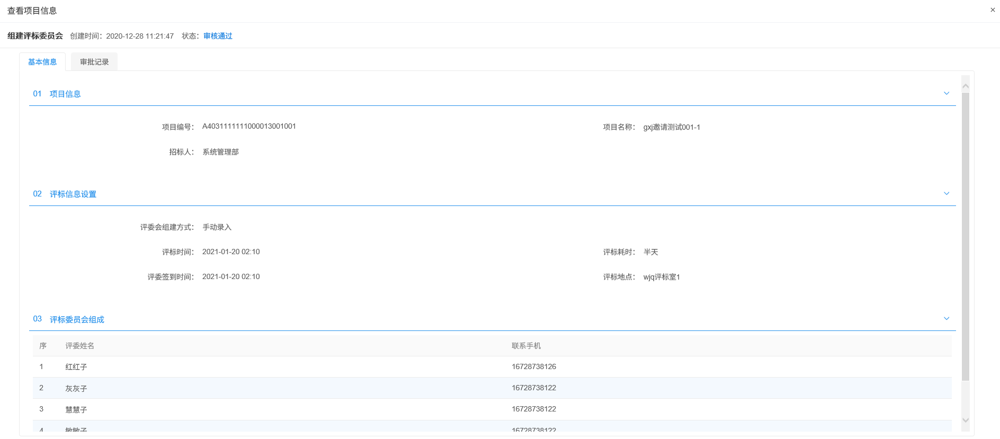 查看项目信息 ×
组建评标委员会 创建时间：2020-12-28 11:21:47 状态：审核通过
基本信息 审批记录
01 项目信息
项目编号： A4031111111000013001001 项目名称： gxj邀请测试001-1
招标人： 系统管理部
02 评标信息设置
评委会组建方式： 手动录入
评标时间： 2021-01-20 02:10 评标耗时： 半天
评委签到时间： 2021-01-20 02:10 评标地点： wjq评标室1
03 评标委员会组成
序 评委姓名 联系手机
1 红红子 16728738126
2 灰灰子 16728738122
3 慧慧子 16728738122
4 敏敏子 16728738122